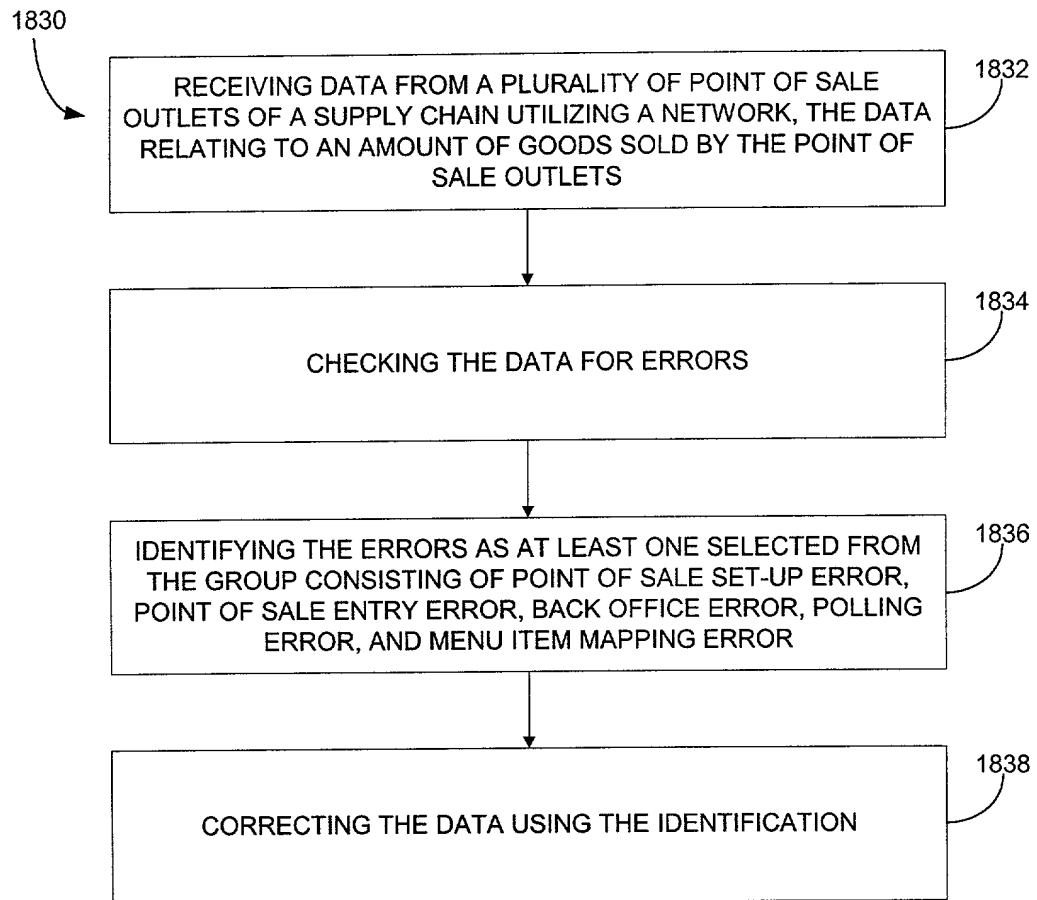 1830
RECEIVING DATA FROM A PLURALITY OF POINT OF SALE
OUTLETS OF A SUPPLY CHAIN UTILIZING A NETWORK, THE DATA
RELATING TO AN AMOUNT OF GOODS SOLD BY THE POINT OF
SALE OUTLETS
1832
CHECKING THE DATA FOR ERRORS
1834
IDENTIFYING THE ERRORS AS AT LEAST ONE SELECTED FROM
THE GROUP CONSISTING OF POINT OF SALE SET-UP ERROR,
POINT OF SALE ENTRY ERROR, BACK OFFICE ERROR, POLLING
ERROR, AND MENU ITEM MAPPING ERROR
1836
CORRECTING THE DATA USING THE IDENTIFICATION
1838